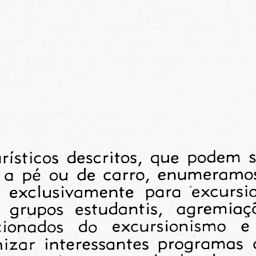 rísticos descritos, que podem s
a pé ou de carro, enumeramos
exclusivamente para excursio
grupos estudantis, agremiaçõ
cionados do excursionismo e
nizar interessantes programas